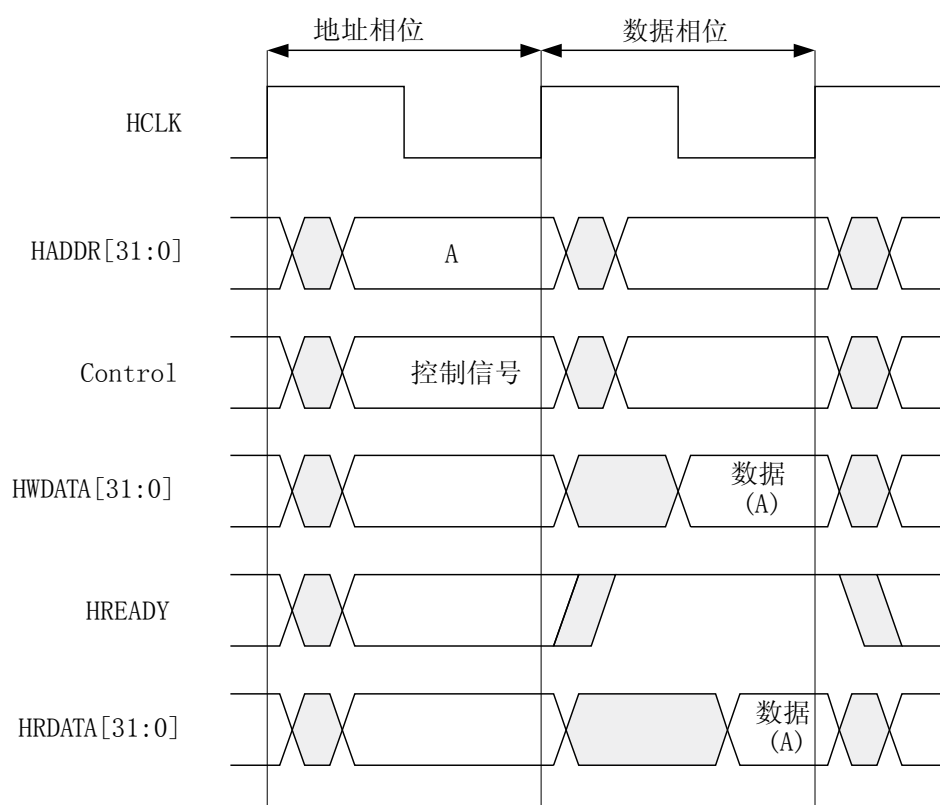 地址相位
数据相位
HCLK
HADDR[31:0]
A
Control
控制信号
HWDATA[31:0]
数据
(A)
HREADY
HRDATA[31:0]
数据
(A)